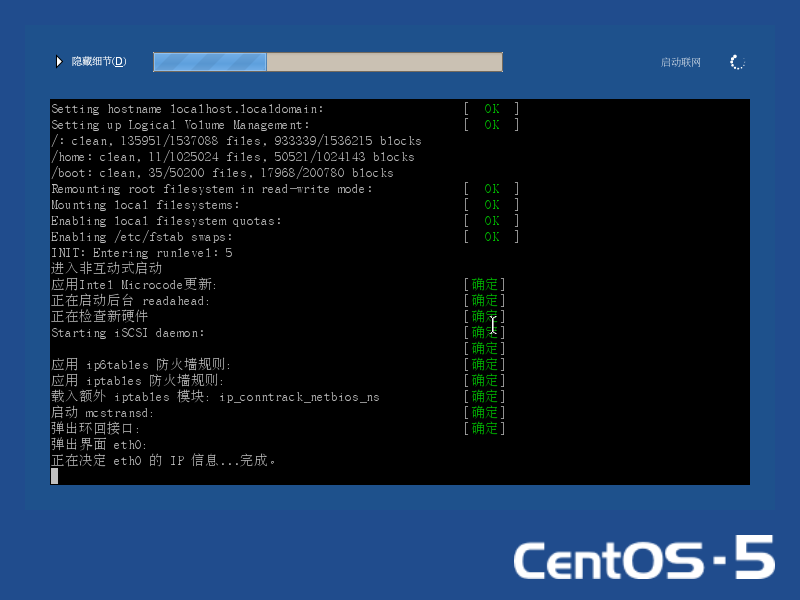 隐藏细节(D)
启动联网
Setting hostname localhost.localdomain: [ OK ]
Setting up Logical Volume Management: [ OK ]
/: clean, 135951/1537088 files, 933339/1536215 blocks
/home: clean, 11/1025024 files, 50521/1024143 blocks
/boot: clean, 35/50200 files, 17968/200780 blocks
Remounting root filesystem in read-write mode: [ OK ]
Mounting local filesystems: [ OK ]
Enabling local filesystem quotas: [ OK ]
Enabling /etc/fstab swaps: [ OK ]
INIT: Entering runlevel: 5
进入非互动式启动
应用Intel Microcode更新: [确定]
正在启动后台 readahead: [确定]
正在检查新硬件 [确定]
Starting iSCSI daemon: [确定]
[确定]
应用 ip6tables 防火墙规则: [确定]
应用 iptables 防火墙规则: [确定]
载入额外 iptables 模块: ip_conntrack_netbios_ns [确定]
启动 mcstransd: [确定]
弹出环回接口: [确定]
弹出界面 eth0:
正在决定 eth0 的 IP 信息...完成。
CentOS-5